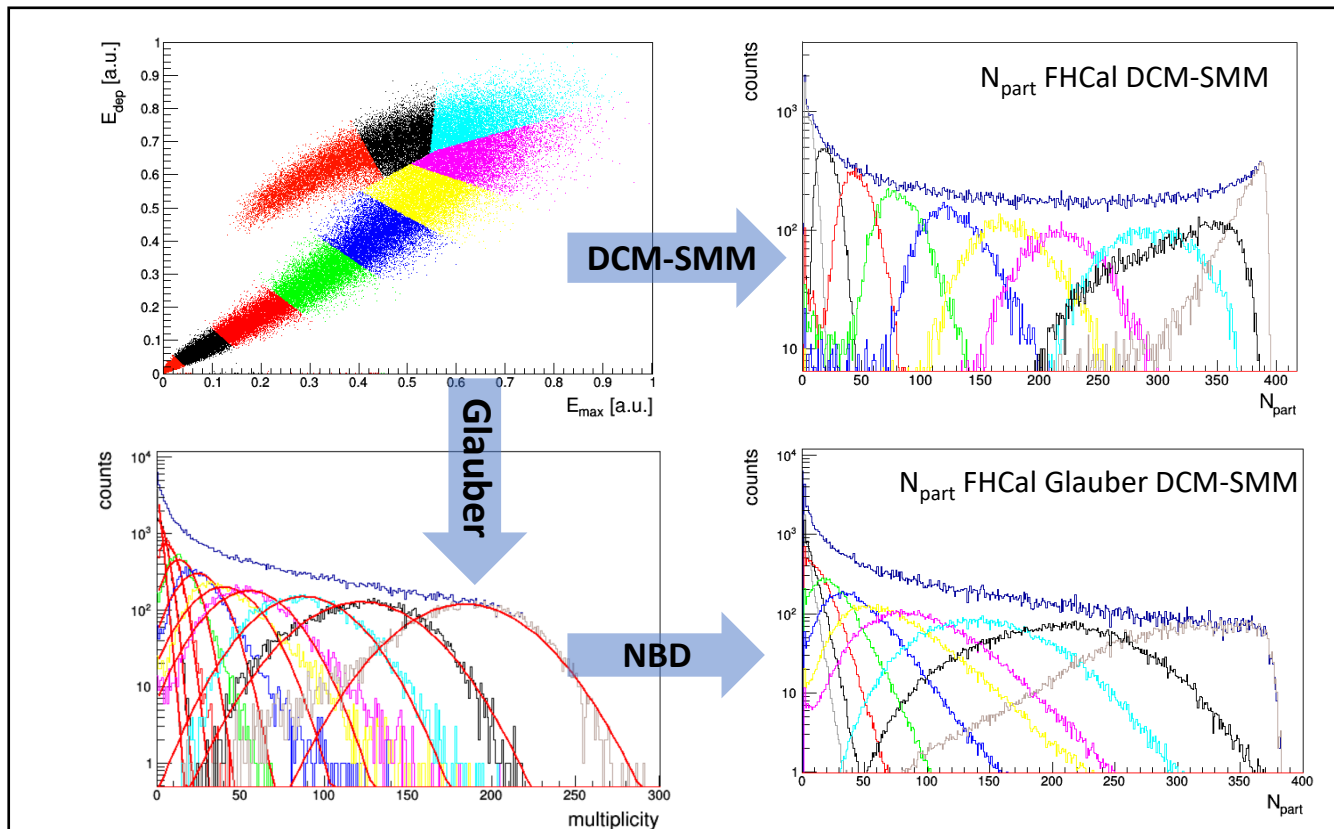 E_dep [a.u.]
1
0.9
0.8
0.7
0.6
0.5
0.4
0.3
0.2
0.1
0
0 0.1 0.2 0.3 0.4 0.5 0.6 0.7 0.8 0.9 1
E_max [a.u.]
counts
N_part FHCal DCM-SMM
10^3
10^2
10
0 50 100 150 200 250 300 350 400
N_part
DCM-SMM
Glauber
counts
10^4
10^3
10^2
10
1
0 50 100 150 200 250 300
multiplicity
NBD
counts
N_part FHCal Glauber DCM-SMM
10^4
10^3
10^2
10
1
0 50 100 150 200 250 300 350 400
N_part